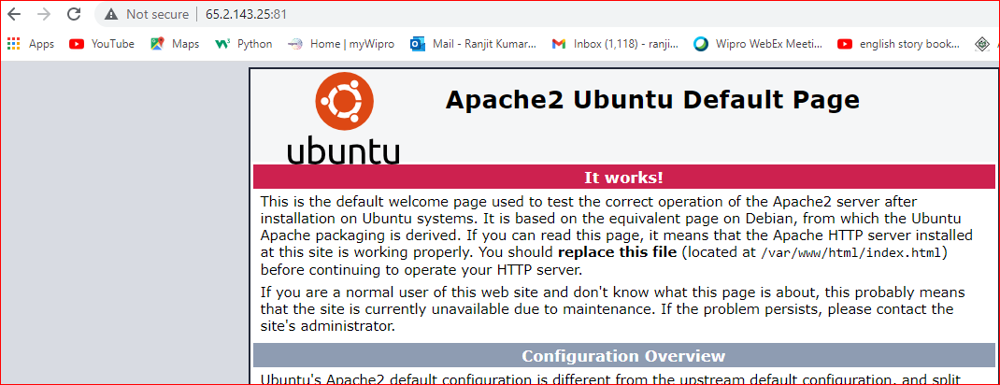 Not secure | 65.2.143.25:81
Apps YouTube Maps Python Home | myWipro Mail - Ranjit Kumar... Inbox (1,118) - ranji... Wipro WebEx Meeti... english story book...
Apache2 Ubuntu Default Page
ubuntu
It works!
This is the default welcome page used to test the correct operation of the Apache2 server after
installation on Ubuntu systems. It is based on the equivalent page on Debian, from which the Ubuntu
Apache packaging is derived. If you can read this page, it means that the Apache HTTP server installed
at this site is working properly. You should replace this file (located at /var/www/html/index.html)
before continuing to operate your HTTP server.
If you are a normal user of this web site and don't know what this page is about, this probably means
that the site is currently unavailable due to maintenance. If the problem persists, please contact the
site's administrator.
Configuration Overview
Ubuntu's Apache2 default configuration is different from the upstream default configuration, and split